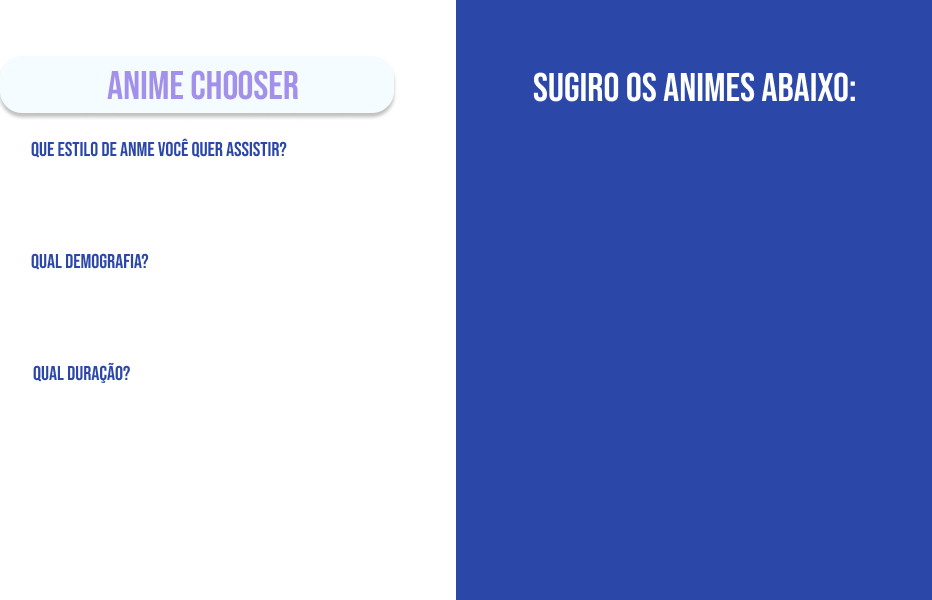 ANIME CHOOSER
QUE ESTILO DE ANME VOCÊ QUER ASSISTIR?
QUAL DEMOGRAFIA?
QUAL DURAÇÃO?
SUGIRO OS ANIMES ABAIXO: